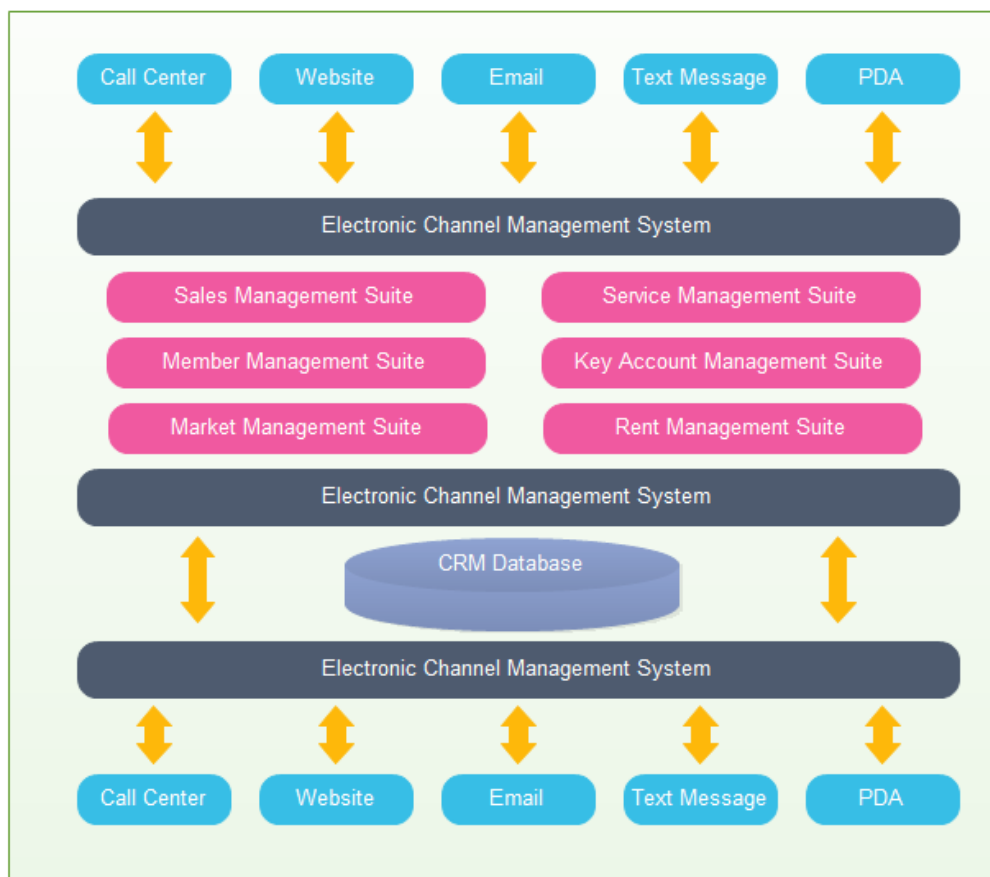 Call Center
Website
Email
Text Message
PDA
Electronic Channel Management System
Sales Management Suite
Service Management Suite
Member Management Suite
Key Account Management Suite
Market Management Suite
Rent Management Suite
Electronic Channel Management System
CRM Database
Electronic Channel Management System
Call Center
Website
Email
Text Message
PDA